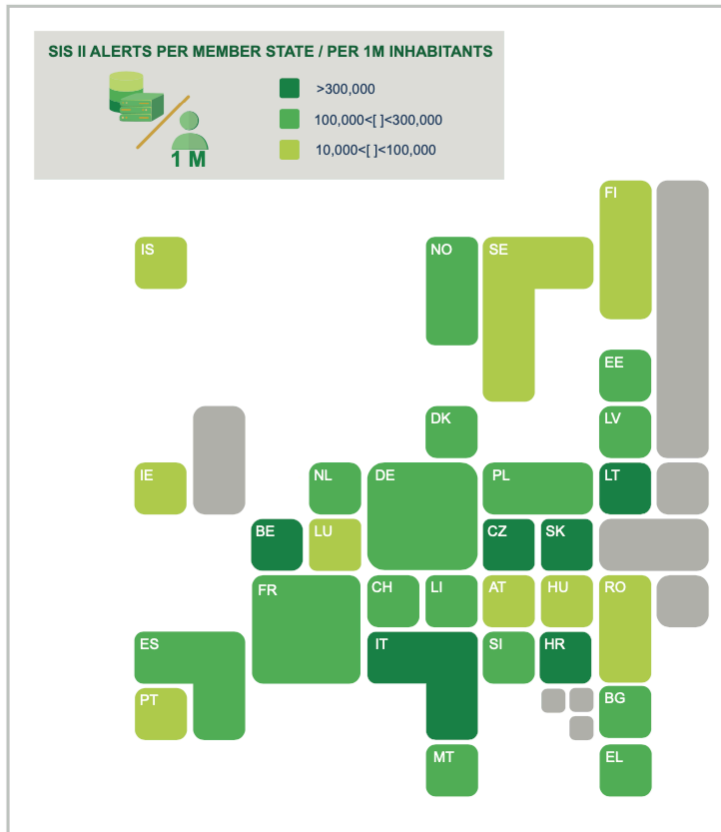 SIS II ALERTS PER MEMBER STATE / PER 1M INHABITANTS
>300,000
100,000<[ ]<300,000
10,000<[ ]<100,000
1 M
FI
IS
NO
SE
EE
DK
LV
IE
NL
DE
PL
LT
BE
LU
CZ
SK
FR
CH
LI
AT
HU
RO
ES
IT
SI
HR
PT
BG
MT
EL